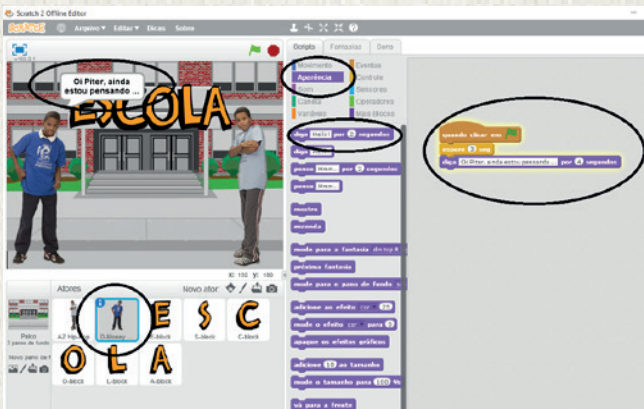 Scratch 2 Offline Editor
SCRATCH Arquivo Editar Dicas Sobre
Scripts Fantasias Sons
Movimento Eventos
Aparência Controle
Som Sensores
Caneta Operadores
Variáveis Mais Blocos
Oi Piter, ainda
estou pensando ...
ESCOLA
diga Hello! por 2 segundos
diga
pense Hmm... por 2 segundos
pense Hmm...
mostre
esconda
mude para a fantasia
próxima fantasia
mude para o pano de fundo
adicione ao efeito cor
mude o efeito cor para
apague os efeitos gráficos
adicione 10 ao tamanho
mude o tamanho para 100 %
vá para a frente
quando clicar em
espere 3 seg
diga Oi Piter, ainda estou pensando ... por 4 segundos
Atores Novo ator:
Palco
2 panos de fundo
Novo pano de f
E S C
E-block S-block C-block
O L A
O-block L-block A-block